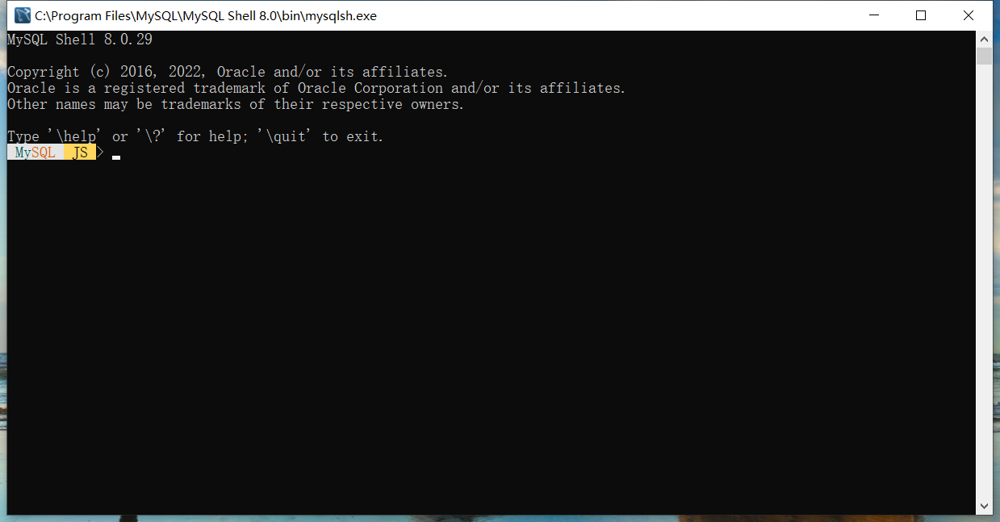 C:\Program Files\MySQL\MySQL Shell 8.0\bin\mysqlsh.exe
MySQL Shell 8.0.29
Copyright (c) 2016, 2022, Oracle and/or its affiliates.
Oracle is a registered trademark of Oracle Corporation and/or its affiliates.
Other names may be trademarks of their respective owners.
Type '\help' or '\?' for help; '\quit' to exit.
MySQL JS >